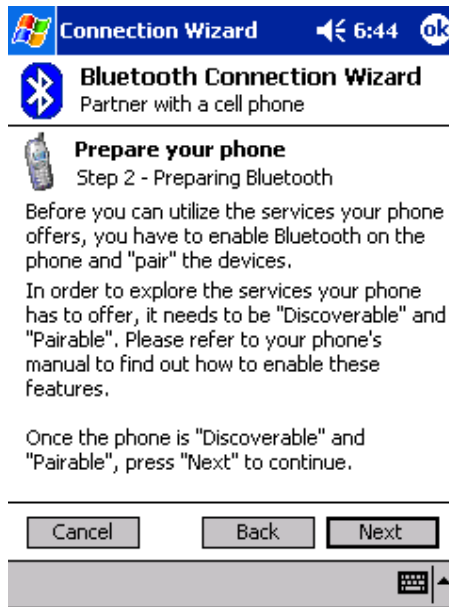 Connection Wizard 6:44 ok
Bluetooth Connection Wizard
Partner with a cell phone
Prepare your phone
Step 2 - Preparing Bluetooth
Before you can utilize the services your phone
offers, you have to enable Bluetooth on the
phone and "pair" the devices.
In order to explore the services your phone
has to offer, it needs to be "Discoverable" and
"Pairable". Please refer to your phone's
manual to find out how to enable these
features.
Once the phone is "Discoverable" and
"Pairable", press "Next" to continue.
Cancel Back Next